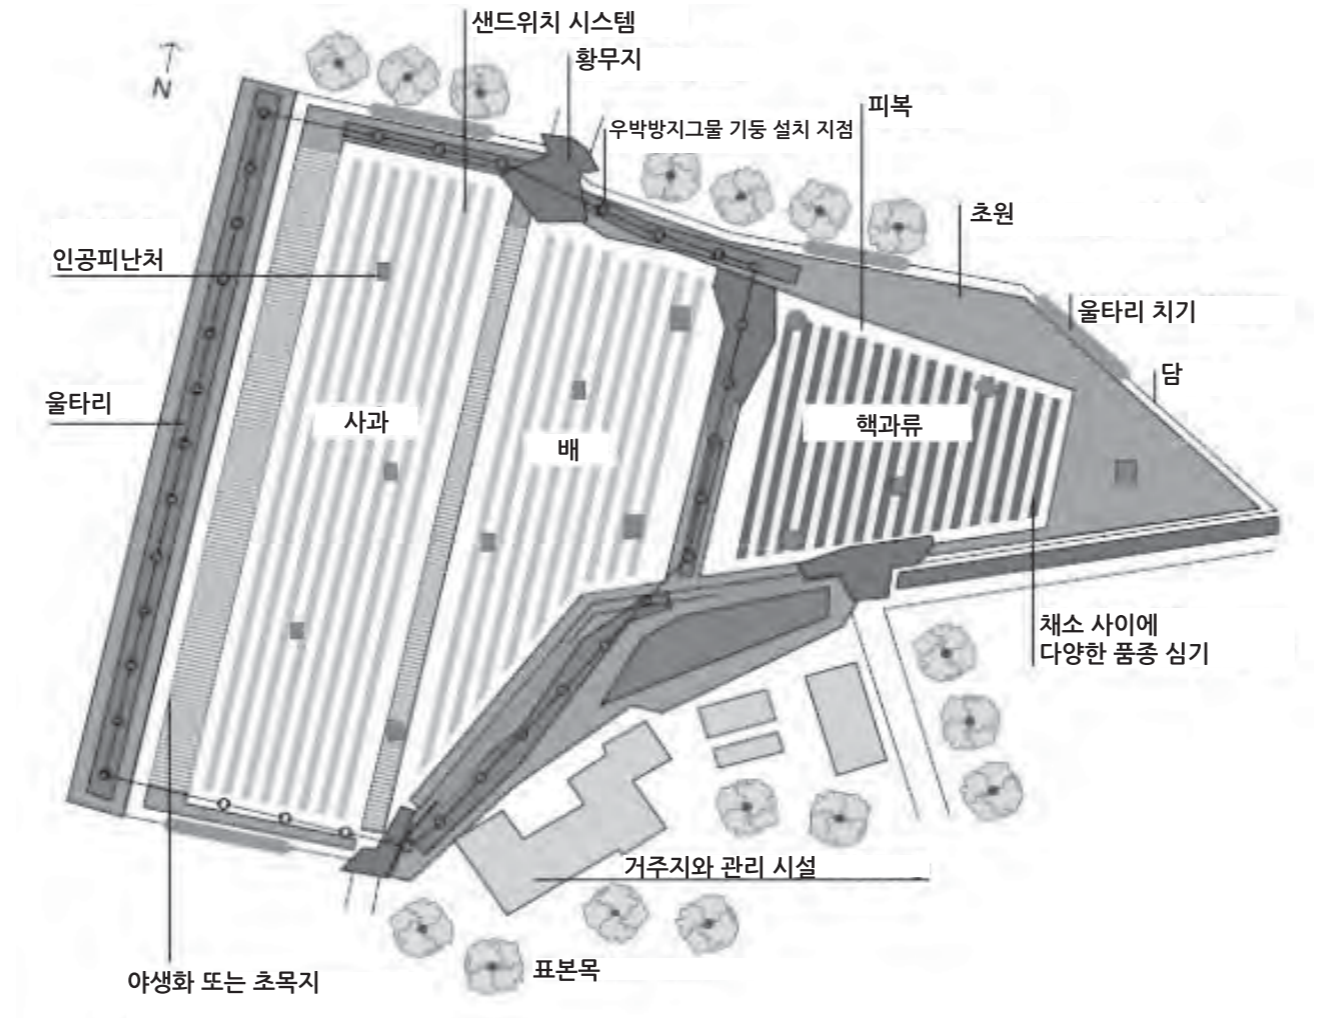 샌드위치 시스템
황무지
피복
우박방지그물 기둥 설치 지점
N
초원
인공피난처
울타리 치기
담
울타리
사과
배
핵과류
채소 사이에
다양한 품종 심기
거주지와 관리 시설
표본목
야생화 또는 초목지